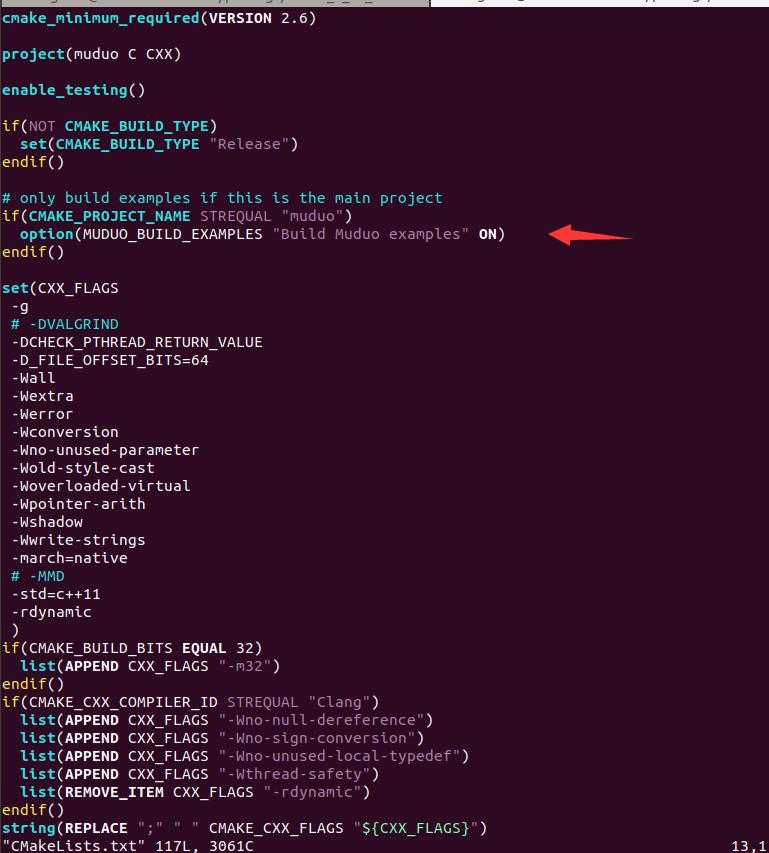 cmake_minimum_required(VERSION 2.6)
project(muduo C CXX)
enable_testing()
if(NOT CMAKE_BUILD_TYPE)
  set(CMAKE_BUILD_TYPE "Release")
endif()
# only build examples if this is the main project
if(CMAKE_PROJECT_NAME STREQUAL "muduo")
  option(MUDUO_BUILD_EXAMPLES "Build Muduo examples" ON)
endif()
set(CXX_FLAGS
 -g
 # -DVALGRIND
 -DCHECK_PTHREAD_RETURN_VALUE
 -D_FILE_OFFSET_BITS=64
 -Wall
 -Wextra
 -Werror
 -Wconversion
 -Wno-unused-parameter
 -Wold-style-cast
 -Woverloaded-virtual
 -Wpointer-arith
 -Wshadow
 -Wwrite-strings
 -march=native
 # -MMD
 -std=c++11
 -rdynamic
 )
if(CMAKE_BUILD_BITS EQUAL 32)
  list(APPEND CXX_FLAGS "-m32")
endif()
if(CMAKE_CXX_COMPILER_ID STREQUAL "Clang")
  list(APPEND CXX_FLAGS "-Wno-null-dereference")
  list(APPEND CXX_FLAGS "-Wno-sign-conversion")
  list(APPEND CXX_FLAGS "-Wno-unused-local-typedef")
  list(APPEND CXX_FLAGS "-Wthread-safety")
  list(REMOVE_ITEM CXX_FLAGS "-rdynamic")
endif()
string(REPLACE ";" " " CMAKE_CXX_FLAGS "${CXX_FLAGS}")
"CMakeLists.txt" 117L, 3061C 13,1